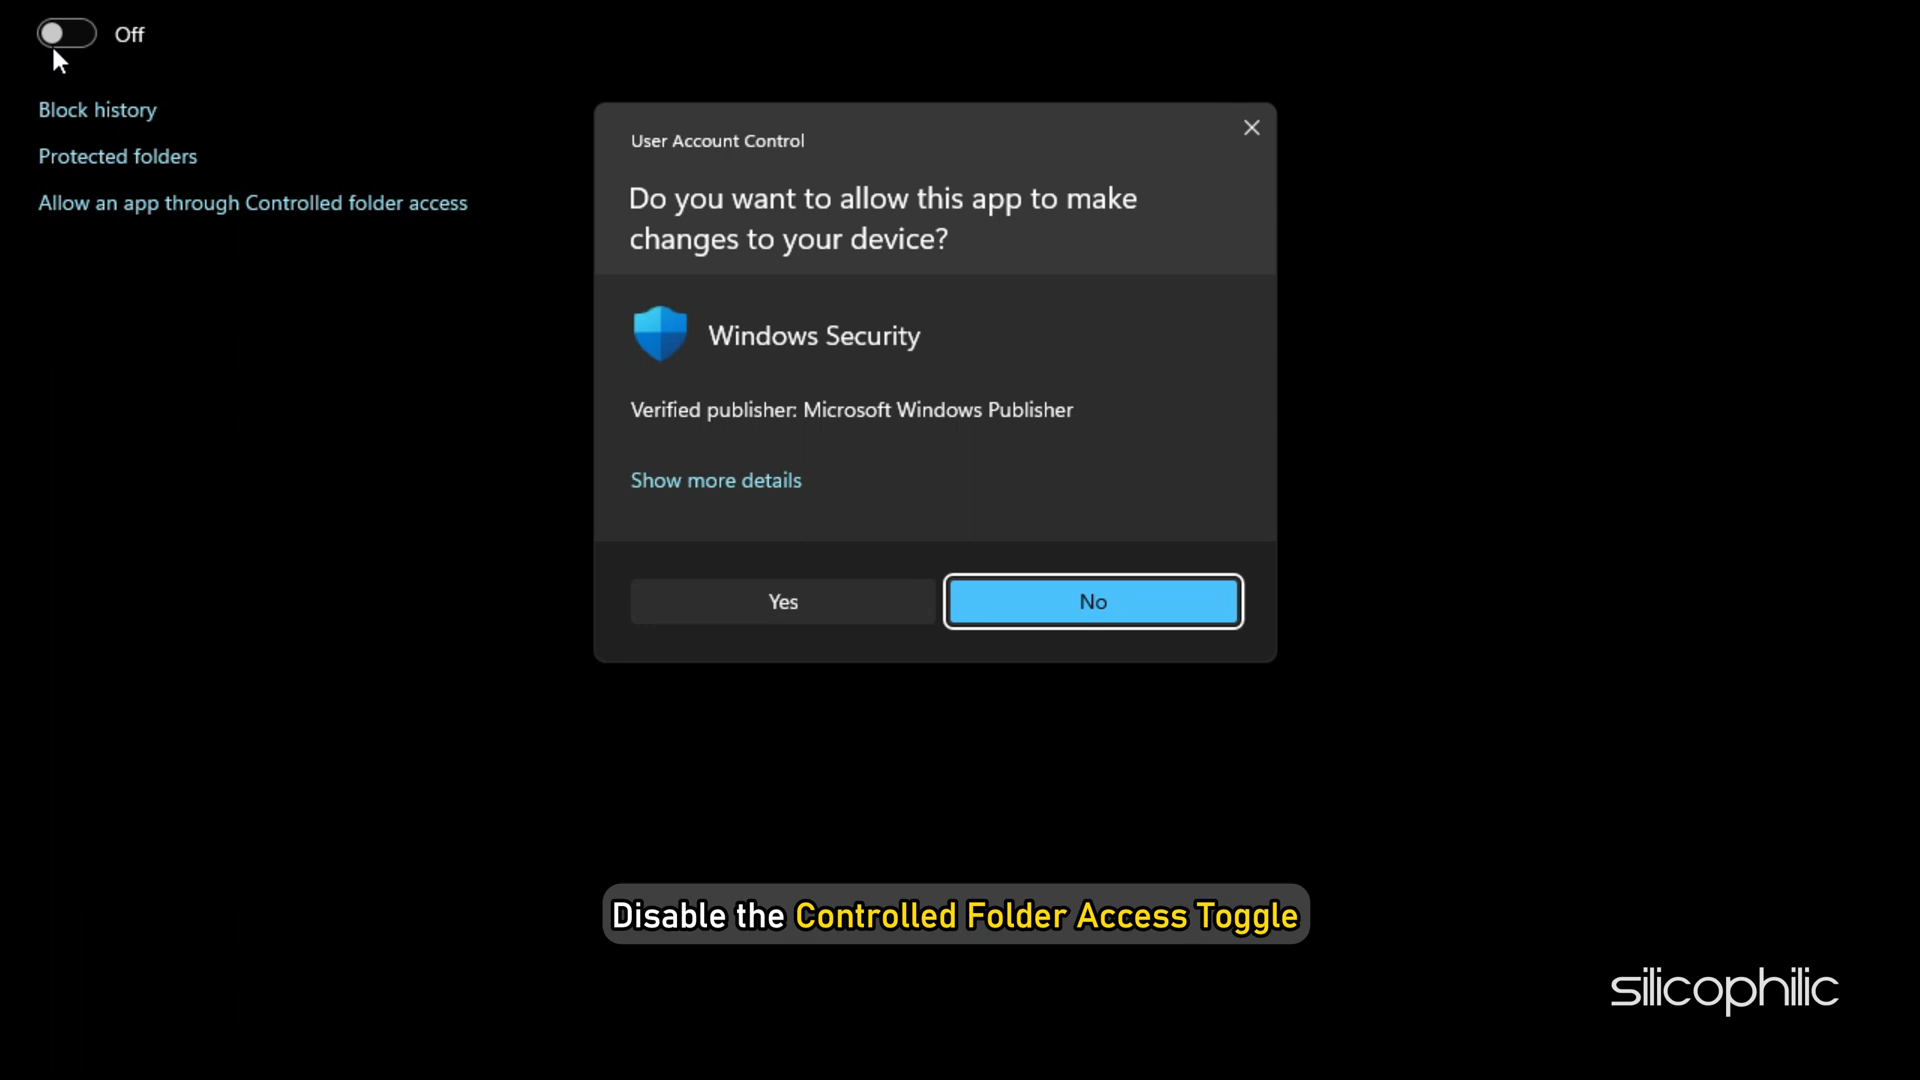 Off
Block history
Protected folders
Allow an app through Controlled folder access
User Account Control
Do you want to allow this app to make
changes to your device?
Windows Security
Verified publisher: Microsoft Windows Publisher
Show more details
Yes
No
Disable the Controlled Folder Access Toggle
silicophilic